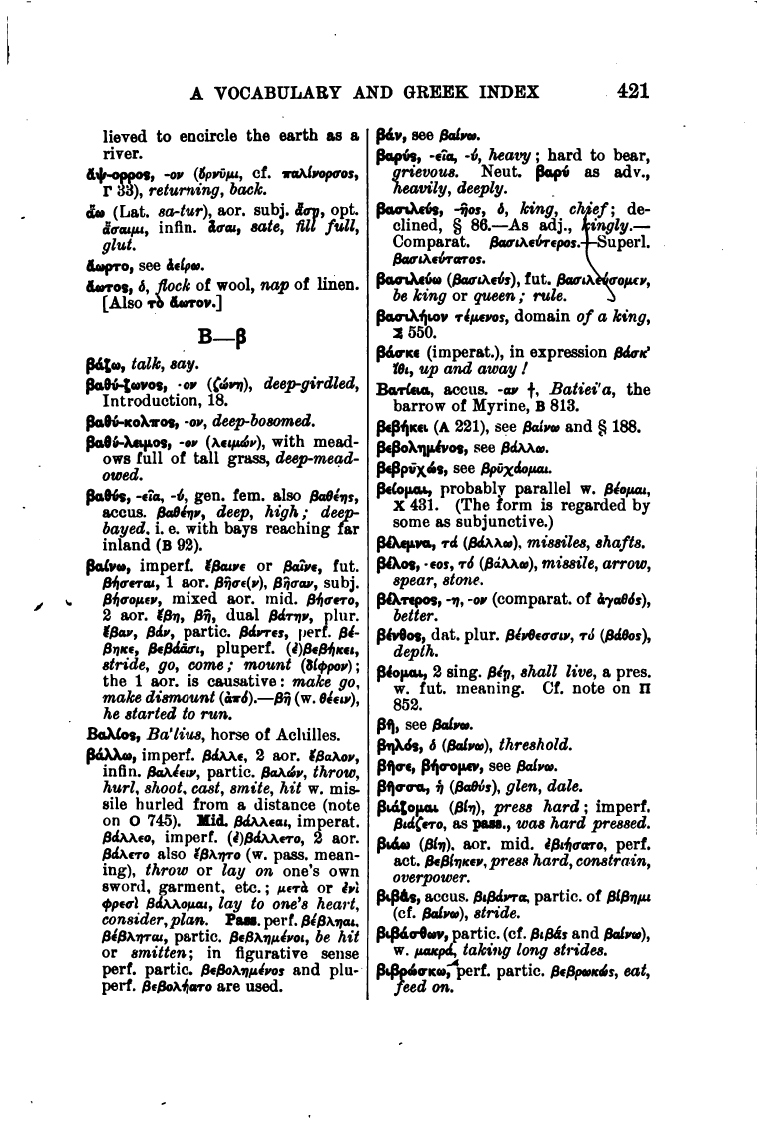 A VOCABULARY AND GREEK INDEX 421
lieved to encircle the earth as a
river.
ἄψ-ορρος, -ον (ὄρνῡμι, cf. παλίνορσος,
Γ 33), returning, back.
ἄω (Lat. sa-tur), aor. subj. ἄσῃ, opt.
ἄσαιμι, infin. ἆσαι, sate, fill full,
glut.
ἄωρτο, see ἀείρω.
ἄωτος, ὁ, flock of wool, nap of linen.
[Also τὸ ἄωτον.]
Β—β
βάζω, talk, say.
βαθύ-ζωνος, -ον (ζώνη), deep-girdled,
Introduction, 18.
βαθύ-κολπος, -ον, deep-bosomed.
βαθύ-λειμος, -ον (λειμών), with mead-
ows full of tall grass, deep-mead-
owed.
βαθύς, -εῖα, -ύ, gen. fem. also βαθέης,
accus. βαθέην, deep, high; deep-
bayed, i. e. with bays reaching far
inland (B 92).
βαίνω, imperf. ἔβαινε or βαῖνε, fut.
βήσεται, 1 aor. βῆσε(ν), βῆσαν, subj.
βήσομεν, mixed aor. mid. βήσετο,
2 aor. ἔβη, βῆ, dual βάτην, plur.
ἔβαν, βάν, partic. βάντες, perf. βέ-
βηκε, βεβάᾱσι, pluperf. (ἐ)βεβήκει,
stride, go, come; mount (δίφρον);
the 1 aor. is causative: make go,
make dismount (ἀπό).—βῆ (w. θέειν),
he started to run.
Βαλίος, Ba'lius, horse of Achilles.
βάλλω, imperf. βάλλε, 2 aor. ἔβαλον,
infin. βαλέειν, partic. βαλών, throw,
hurl, shoot, cast, smite, hit w. mis-
sile hurled from a distance (note
on O 745). Mid. βάλλεαι, imperat.
βάλλεο, imperf. (ἐ)βάλλετο, 2 aor.
βάλετο also ἔβλητο (w. pass. mean-
ing), throw or lay on one's own
sword, garment, etc.; μετὰ or ἐνὶ
φρεσὶ βάλλομαι, lay to one's heart,
consider, plan. Pass. perf. βέβληαι,
βέβληται, partic. βεβλημένοι, be hit
or smitten; in figurative sense
perf. partic. βεβολημένος and plu-
perf. βεβολήατο are used.
βάν, see βαίνω.
βαρύς, -εῖα, -ύ, heavy; hard to bear,
grievous. Neut. βαρύ as adv.,
heavily, deeply.
βασιλεύς, -ῆος, ὁ, king, chief; de-
clined, § 86.—As adj., kingly.—
Comparat. βασιλεύτερος.—Superl.
βασιλεύτατος.
βασιλεύω (βασιλεύς), fut. βασιλεύσομεν,
be king or queen; rule.
βασιλήιον τέμενος, domain of a king,
Σ 550.
βάσκε (imperat.), in expression βάσκ'
ἴθι, up and away!
Βατίεια, accus. -αν †, Batiei'a, the
barrow of Myrine, B 813.
βεβήκει (A 221), see βαίνω and § 188.
βεβολημένος, see βάλλω.
βεβρῡχώς, see βρῡχάομαι.
βείομαι, probably parallel w. βέομαι,
X 431. (The form is regarded by
some as subjunctive.)
βέλεμνα, τά (βάλλω), missiles, shafts.
βέλος, -εος, τό (βάλλω), missile, arrow,
spear, stone.
βέλτερος, -η, -ον (comparat. of ἀγαθός),
better.
βένθος, dat. plur. βένθεσσιν, τό (βάθος),
depth.
βέομαι, 2 sing. βέῃ, shall live, a pres.
w. fut. meaning. Cf. note on Π
852.
βῆ, see βαίνω.
βηλός, ὁ (βαίνω), threshold.
βῆσε, βήσομεν, see βαίνω.
βῆσσα, ἡ (βαθύς), glen, dale.
βιάζομαι (βίη), press hard; imperf.
βιάζετο, as pass., was hard pressed.
βιάω (βίη), aor. mid. ἐβιήσατο, perf.
act. βεβίηκεν, press hard, constrain,
overpower.
βιβάς, accus. βιβάντα, partic. of βίβημι
(cf. βαίνω), stride.
βιβάσθων, partic. (cf. βιβάς and βαίνω),
w. μακρά, taking long strides.
βιβρώσκω, perf. partic. βεβρωκώς, eat,
feed on.